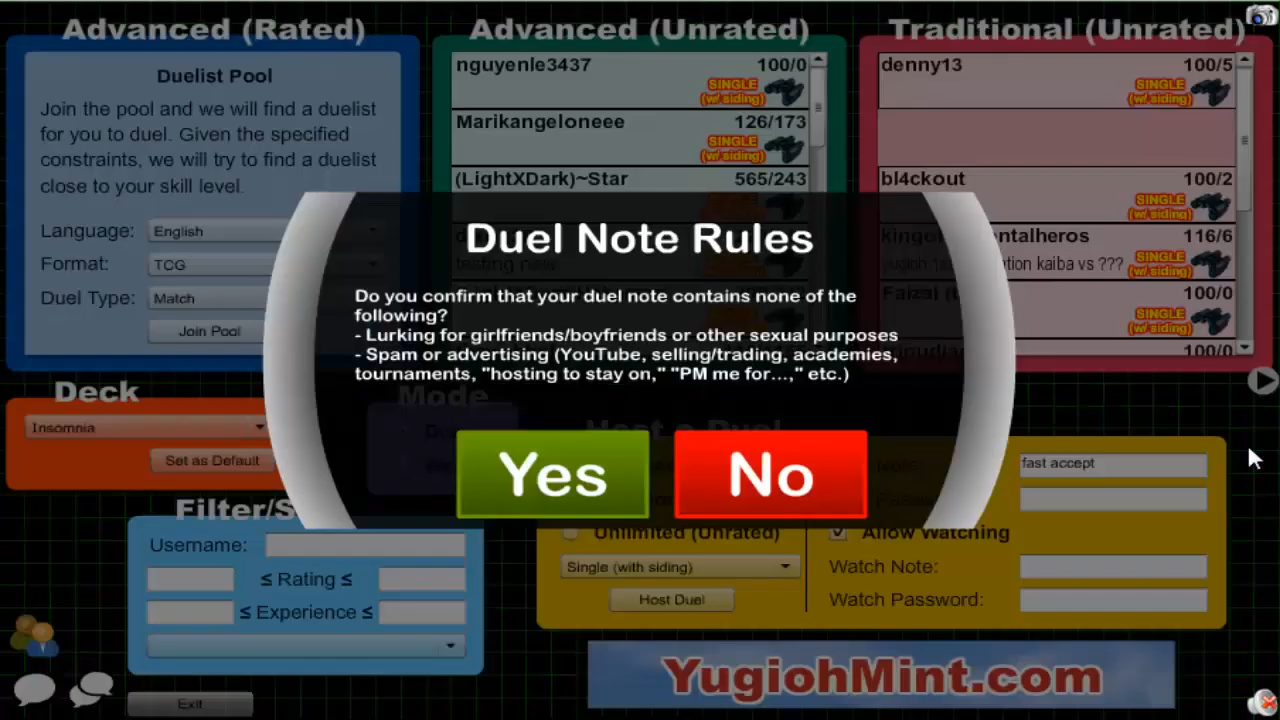 Advanced (Rated)
Duelist Pool
Join the pool and we will find a duelist
for you to duel. Given the specified
constraints, we will try to find a duelist
close to your skill level.
Language: English
Format: TCG
Duel Type: Match
Join Pool
Advanced (Unrated)
nguyenle3437 100/0
SINGLE
(w/ siding)
Marikangeloneee 126/173
SINGLE
(w/ siding)
(LightXDark)~Star 565/243
Traditional (Unrated)
denny13 100/5
SINGLE
(w/ siding)
bl4ckout 100/2
SINGLE
(w/ siding)
116/6
SINGLE
(w/ siding)
100/0
SINGLE
(w/ siding)
100/0
Duel Note Rules
Do you confirm that your duel note contains none of the
following?
- Lurking for girlfriends/boyfriends or other sexual purposes
- Spam or advertising (YouTube, selling/trading, academies,
tournaments, "hosting to stay on," "PM me for...," etc.)
Yes No
Deck
Insomnia
Set as Default
Mode
Host a Duel
fast accept
Unlimited (Unrated)
Single (with siding)
Host Duel
Allow Watching
Watch Note:
Watch Password:
Filter/S
Username:
≤ Rating ≤
≤ Experience ≤
Exit
YugiohMint.com